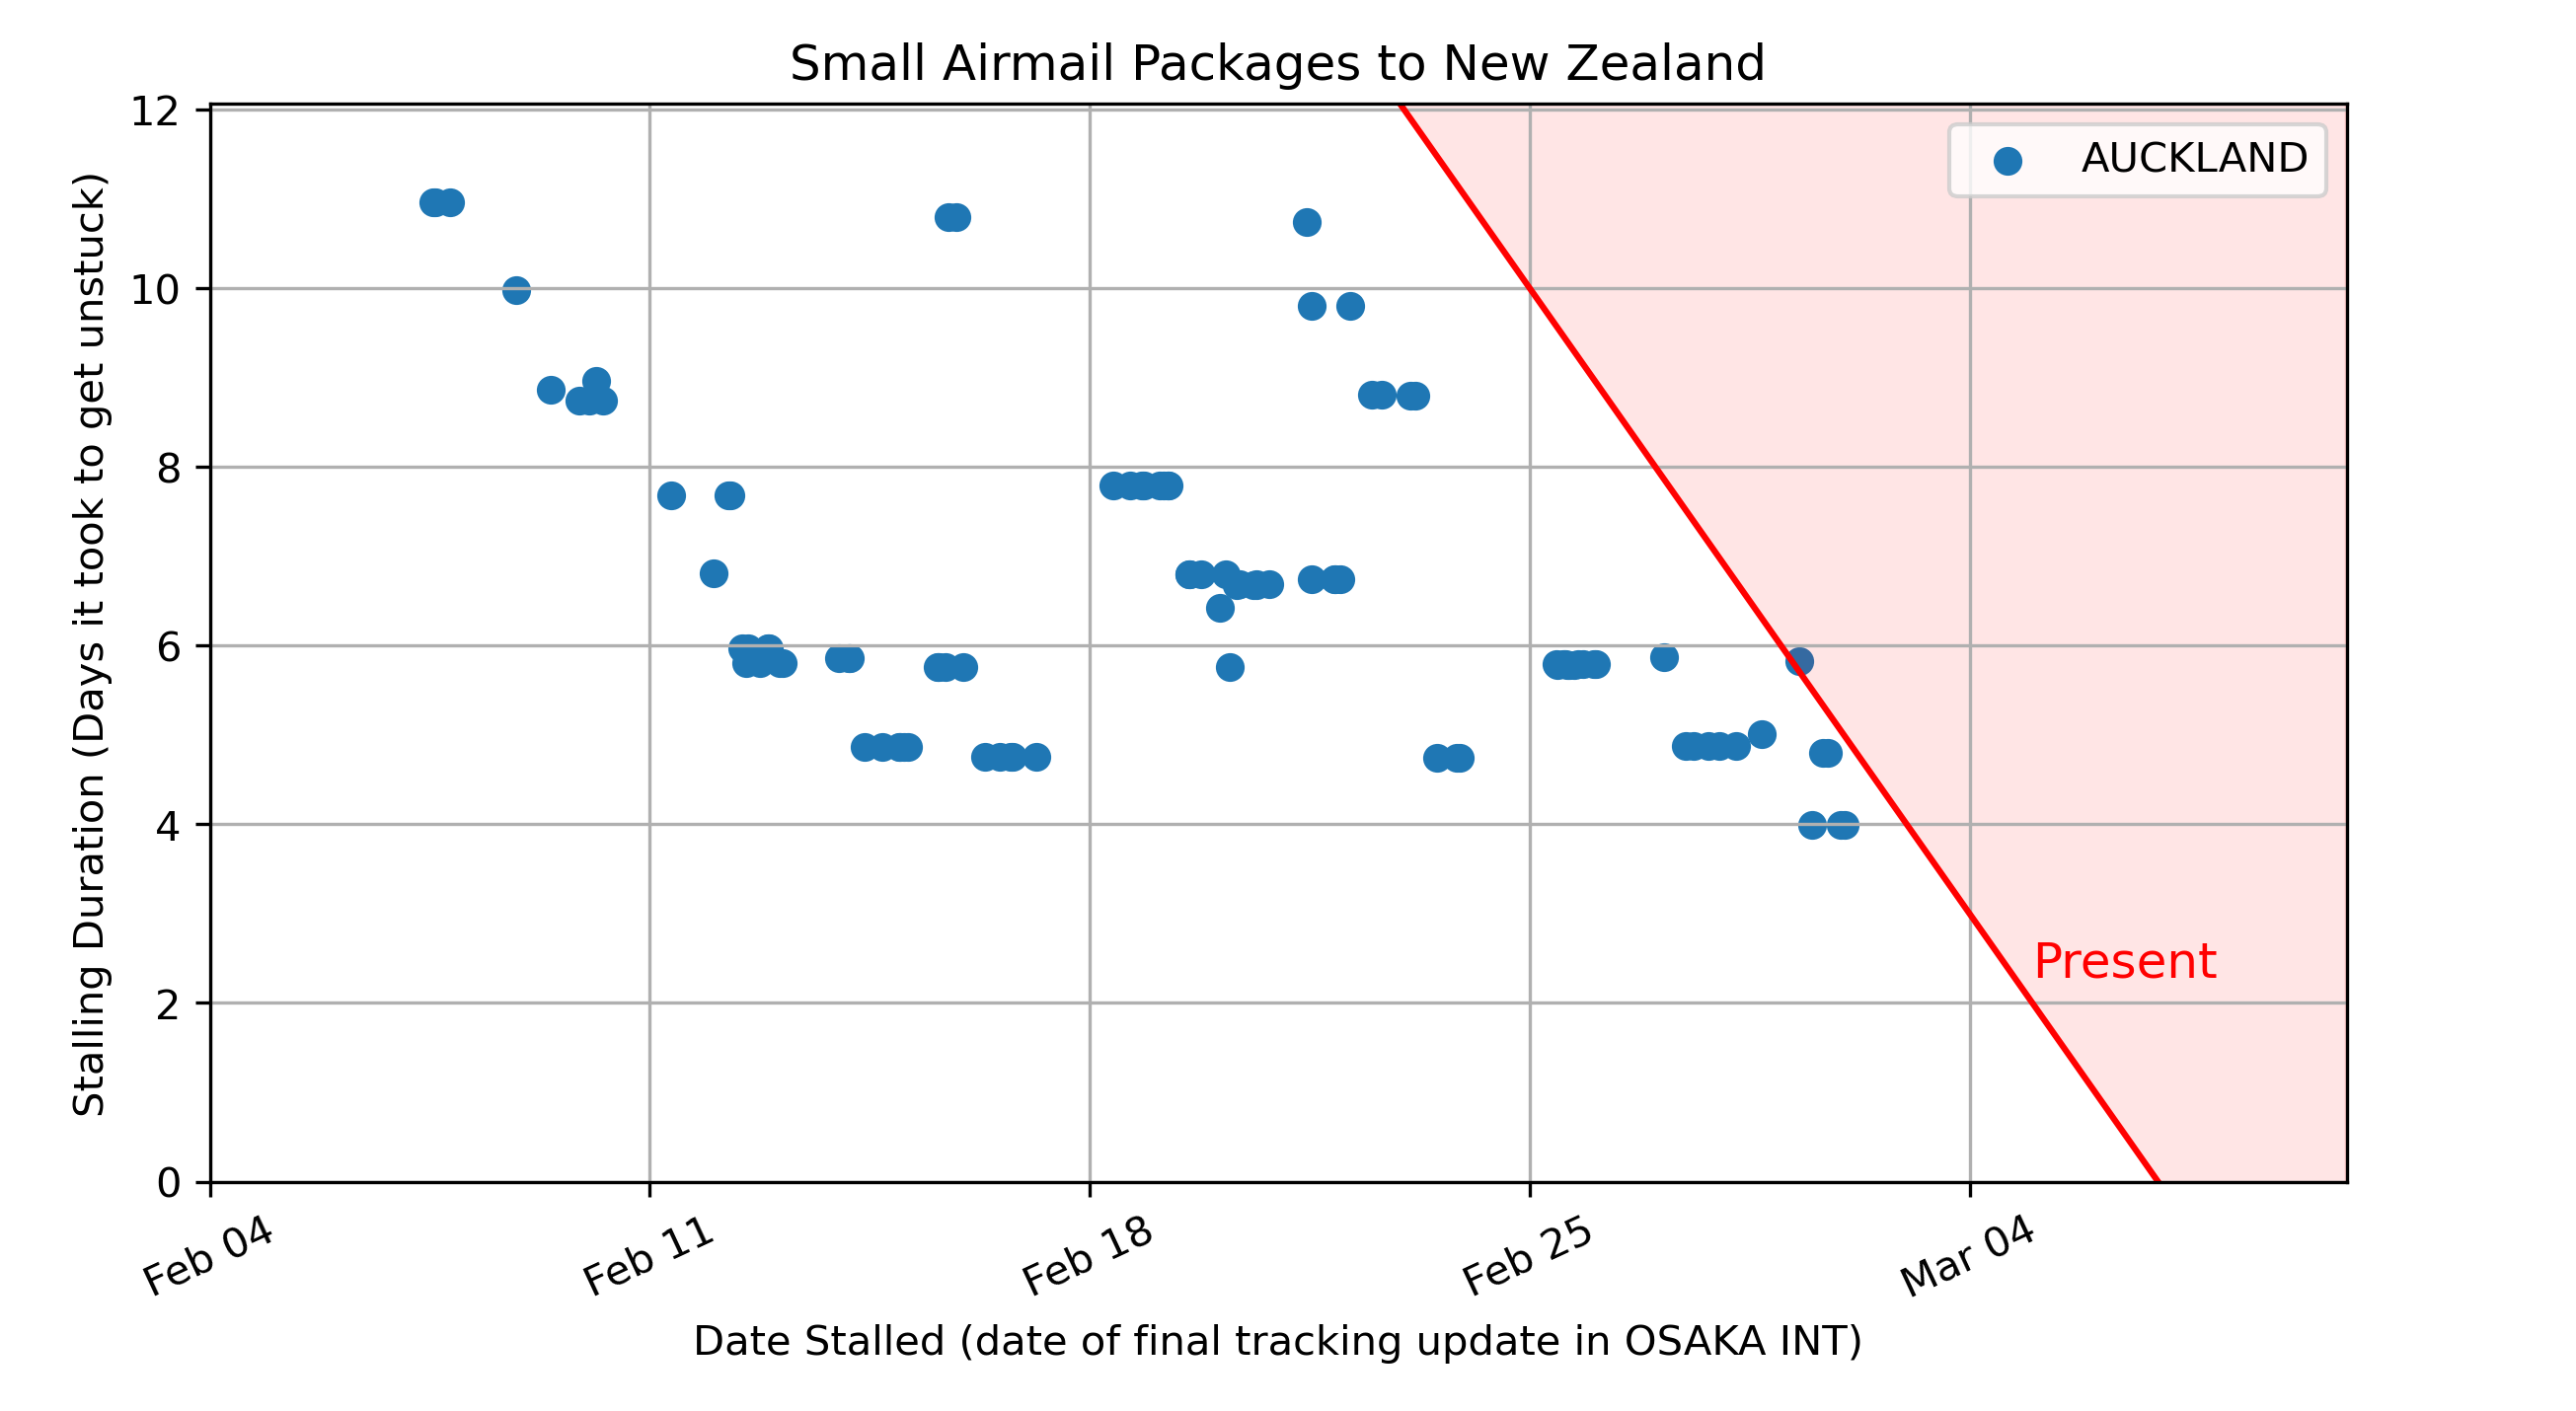 Small Airmail Packages to New Zealand
Stalling Duration (Days it took to get unstuck)
12
10
8
6
4
2
0
AUCKLAND
Present
Feb 04
Feb 11
Feb 18
Feb 25
Mar 04
Date Stalled (date of final tracking update in OSAKA INT)